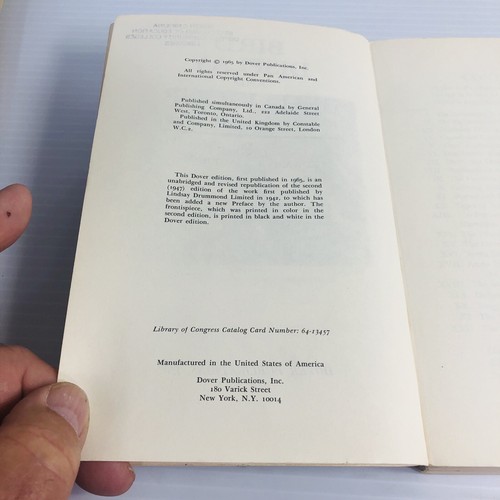 Copyright © 1965 by Dover Publications, Inc.
All rights reserved under Pan American and
International Copyright Conventions.
Published simultaneously in Canada by General
Publishing Company, Ltd., 222 Adelaide Street
West, Toronto, Ontario.
Published in the United Kingdom by Constable
and Company, Limited, 10 Orange Street, London
W.C.2.
This Dover edition, first published in 1965, is an
unabridged and revised republication of the second
(1947) edition of the work first published by
Lindsay Drummond Limited in 1942, to which has
been added a new Preface by the author. The
frontispiece, which was printed in color in the
second edition, is printed in black and white in the
Dover edition.
Library of Congress Catalog Card Number: 64-13457
Manufactured in the United States of America
Dover Publications, Inc.
180 Varick Street
New York, N.Y. 10014